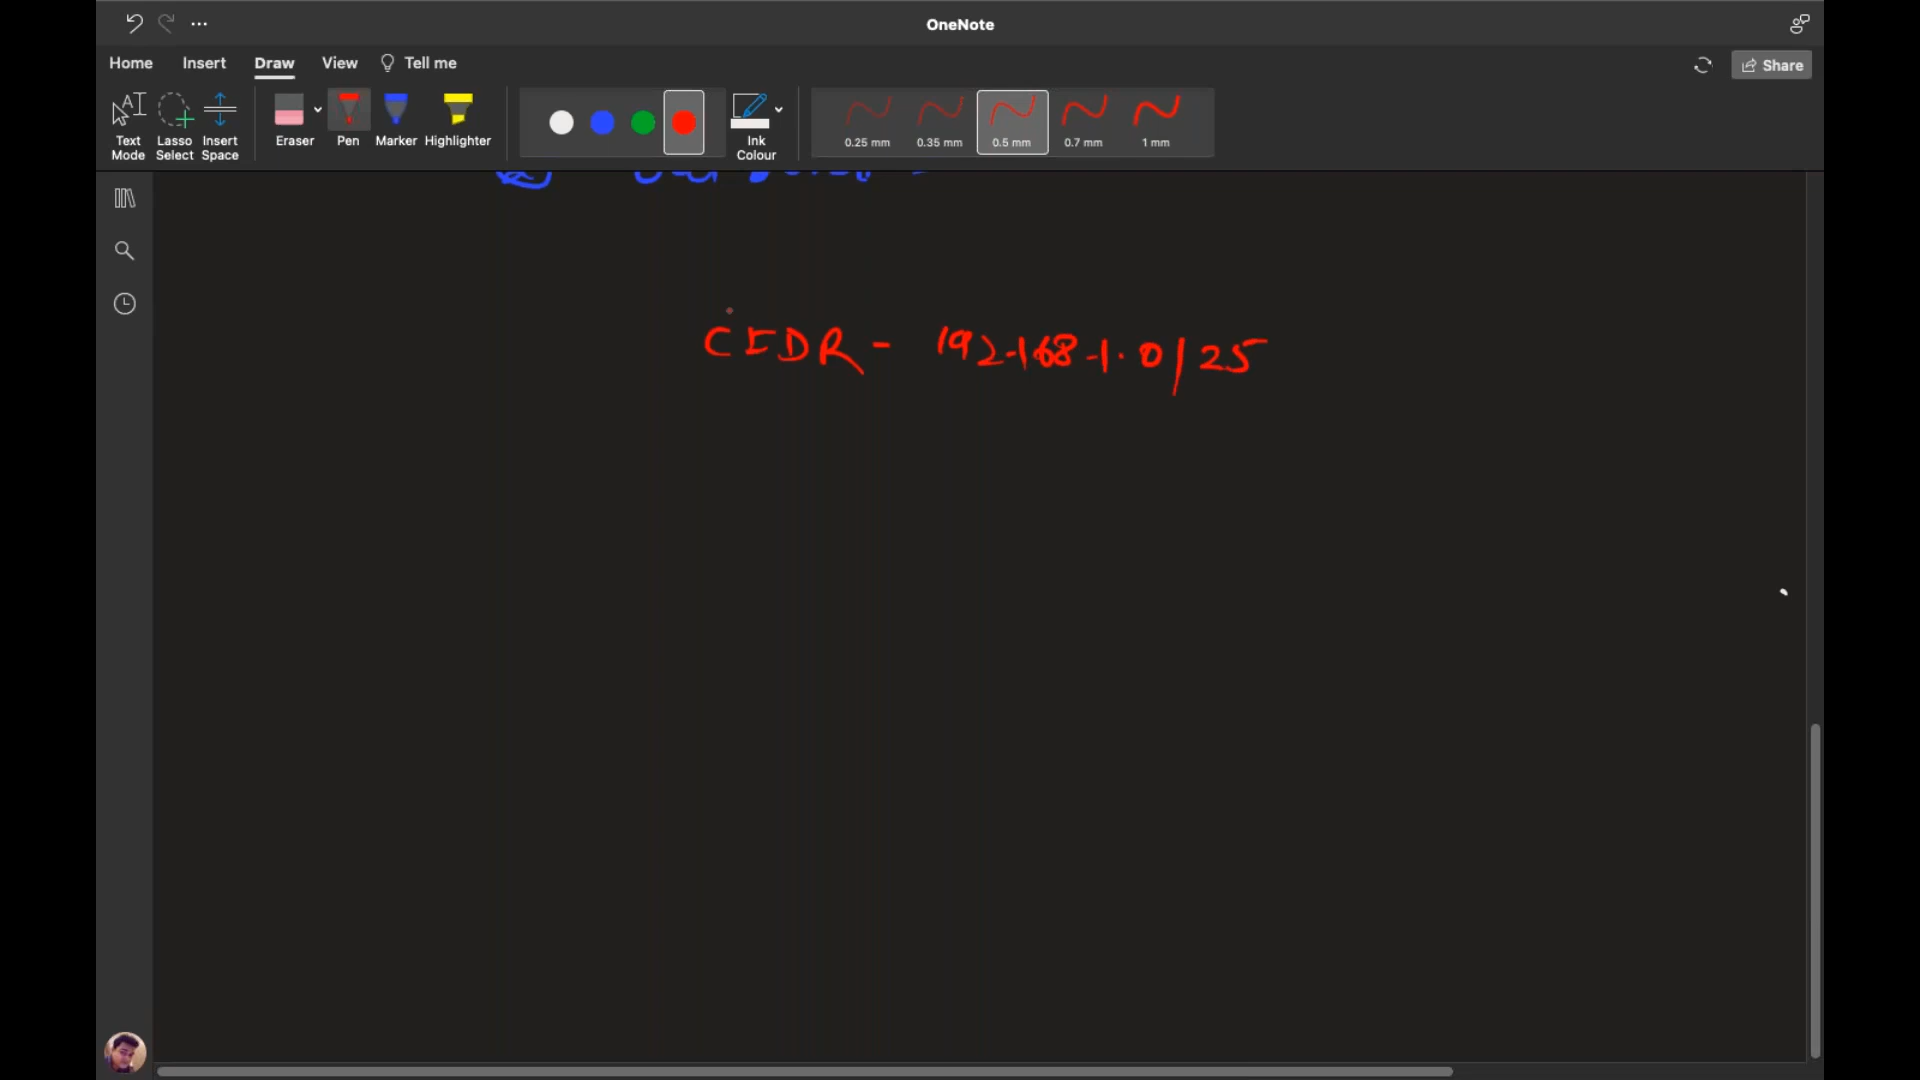 OneNote
Home Insert Draw View Tell me
Share
Text Mode
Lasso Select
Insert Space
Eraser
Pen
Marker
Highlighter
Ink Colour
0.25 mm
0.35 mm
0.5 mm
0.7 mm
1 mm
CIDR - 192.168.1.0/25